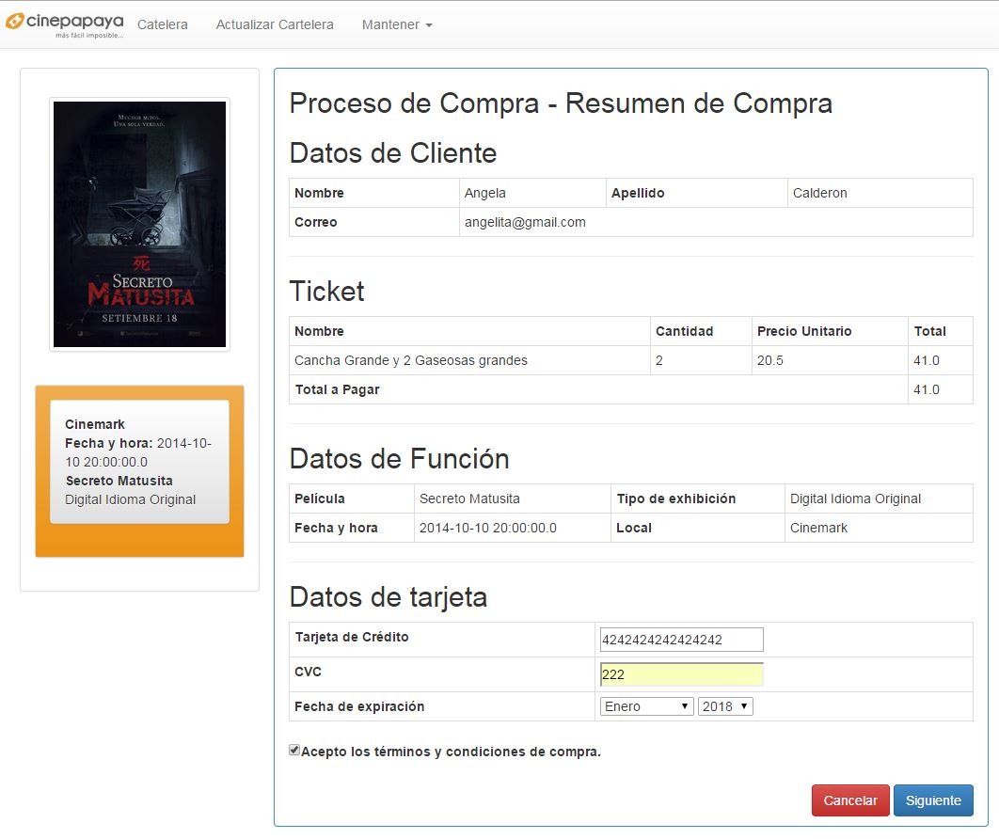 cinepapaya
más fácil imposible...
Catelera
Actualizar Cartelera
Mantener
MUCHOS MITOS.
UNA SOLA VERDAD.
死
SECRETO
MATUSITA
SETIEMBRE 18
Cinemark
Fecha y hora: 2014-10-
10 20:00:00.0
Secreto Matusita
Digital Idioma Original
Proceso de Compra - Resumen de Compra
Datos de Cliente
Nombre Angela Apellido Calderon
Correo angelita@gmail.com
Ticket
Nombre Cantidad Precio Unitario Total
Cancha Grande y 2 Gaseosas grandes 2 20.5 41.0
Total a Pagar 41.0
Datos de Función
Película Secreto Matusita Tipo de exhibición Digital Idioma Original
Fecha y hora 2014-10-10 20:00:00.0 Local Cinemark
Datos de tarjeta
Tarjeta de Crédito 4242424242424242
CVC 222
Fecha de expiración Enero 2018
Acepto los términos y condiciones de compra.
Cancelar Siguiente